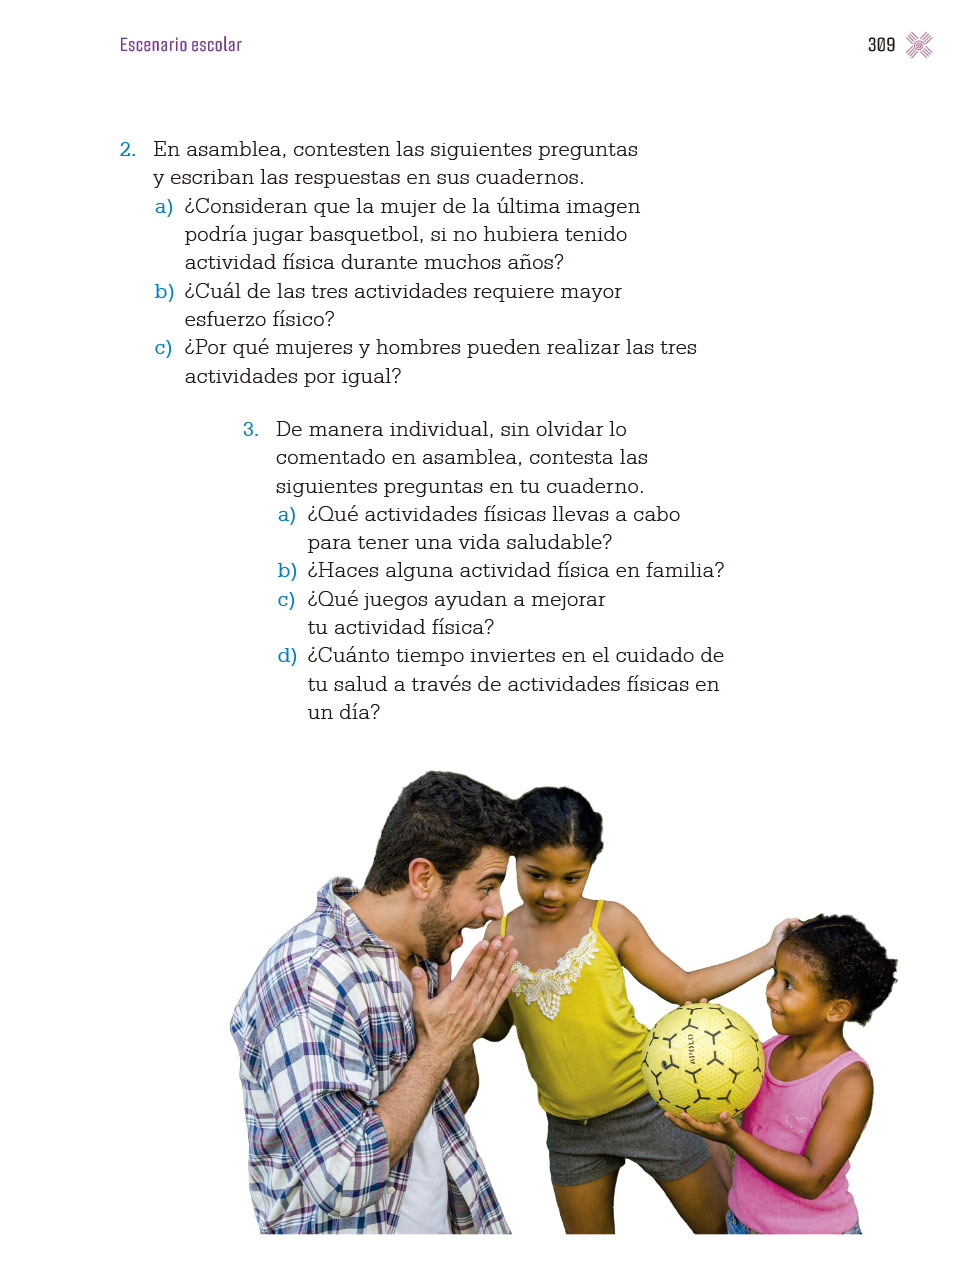 Escenario escolar
309
2. En asamblea, contesten las siguientes preguntas
y escriban las respuestas en sus cuadernos.
a) ¿Consideran que la mujer de la última imagen
podría jugar basquetbol, si no hubiera tenido
actividad física durante muchos años?
b) ¿Cuál de las tres actividades requiere mayor
esfuerzo físico?
c) ¿Por qué mujeres y hombres pueden realizar las tres
actividades por igual?
3. De manera individual, sin olvidar lo
comentado en asamblea, contesta las
siguientes preguntas en tu cuaderno.
a) ¿Qué actividades físicas llevas a cabo
para tener una vida saludable?
b) ¿Haces alguna actividad física en familia?
c) ¿Qué juegos ayudan a mejorar
tu actividad física?
d) ¿Cuánto tiempo inviertes en el cuidado de
tu salud a través de actividades físicas en
un día?
APOLO